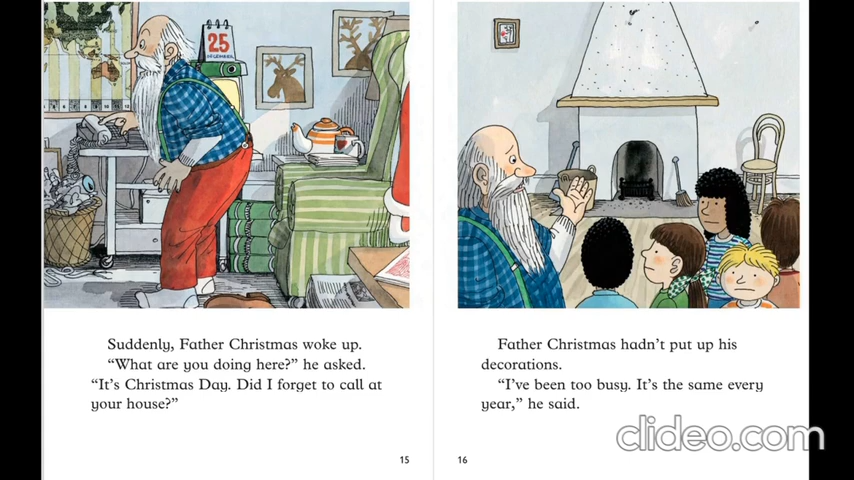 25
DECEMBER
Suddenly, Father Christmas woke up.
“What are you doing here?” he asked.
“It’s Christmas Day. Did I forget to call at
your house?”
15
Father Christmas hadn’t put up his
decorations.
“I’ve been too busy. It’s the same every
year,” he said.
16
clideo.com